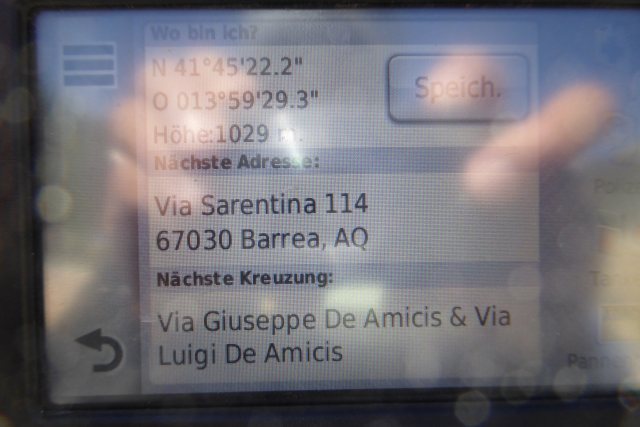 Wo bin ich?
N 41°45'22.2"
O 013°59'29.3"
Höhe:1029 m.
Speich.
Nächste Adresse:
Via Sarentina 114
67030 Barrea, AQ
Nächste Kreuzung:
Via Giuseppe De Amicis & Via
Luigi De Amicis